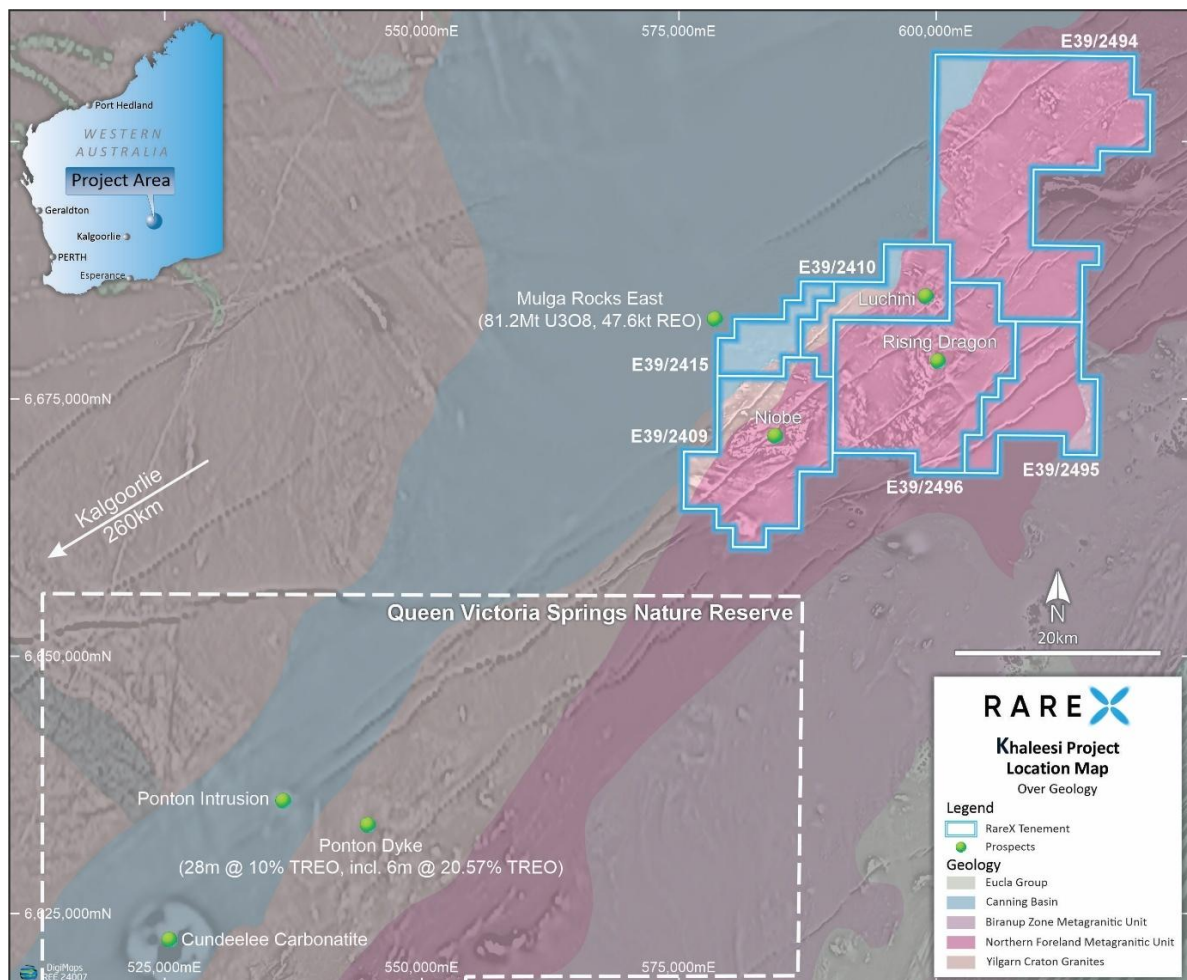 550,000mE
575,000mE
600,000mE
E39/2494
Port Hedland
WESTERN
AUSTRALIA
Project Area
Geraldton
Kalgoorlie
PERTH
Esperance
E39/2410
Luchini
Mulga Rocks East
(81.2Mt U3O8, 47.6kt REO)
Rising Dragon
E39/2415
6,675,000mN
Niobe
E39/2409
E39/2495
E39/2496
Kalgoorlie
260km
Queen Victoria Springs Nature Reserve
N
20km
6,650,000mN
RAREX
Khaleesi Project
Location Map
Over Geology
Legend
RareX Tenement
Prospects
Geology
Eucla Group
Canning Basin
Biranup Zone Metagranitic Unit
Northern Foreland Metagranitic Unit
Yilgarn Craton Granites
Ponton Intrusion
Ponton Dyke
(28m @ 10% TREO, incl. 6m @ 20.57% TREO)
6,625,000mN
Cundeelee Carbonatite
DigiMaps
REF 24007
525,000mE
550,000mE
575,000mE